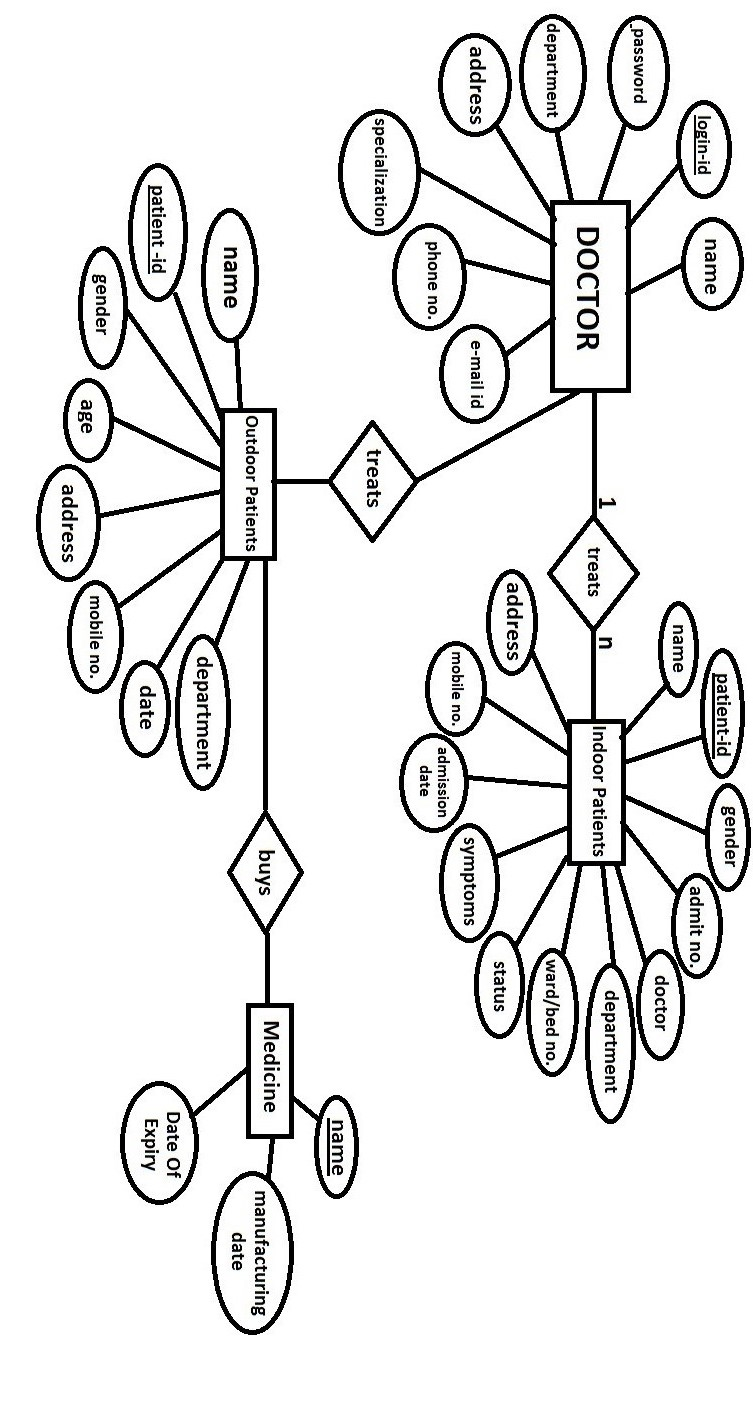 password
login-id
name
department
address
specialization
phone no.
e-mail id
DOCTOR
1
treats
n
name
patient-id
gender
admit no.
doctor
department
ward/bed no.
status
symptoms
admission
date
mobile no.
address
Indoor Patients
treats
name
patient -id
gender
age
address
mobile no.
date
department
Outdoor Patients
buys
Medicine
name
manufacturing
date
Date Of
Expiry